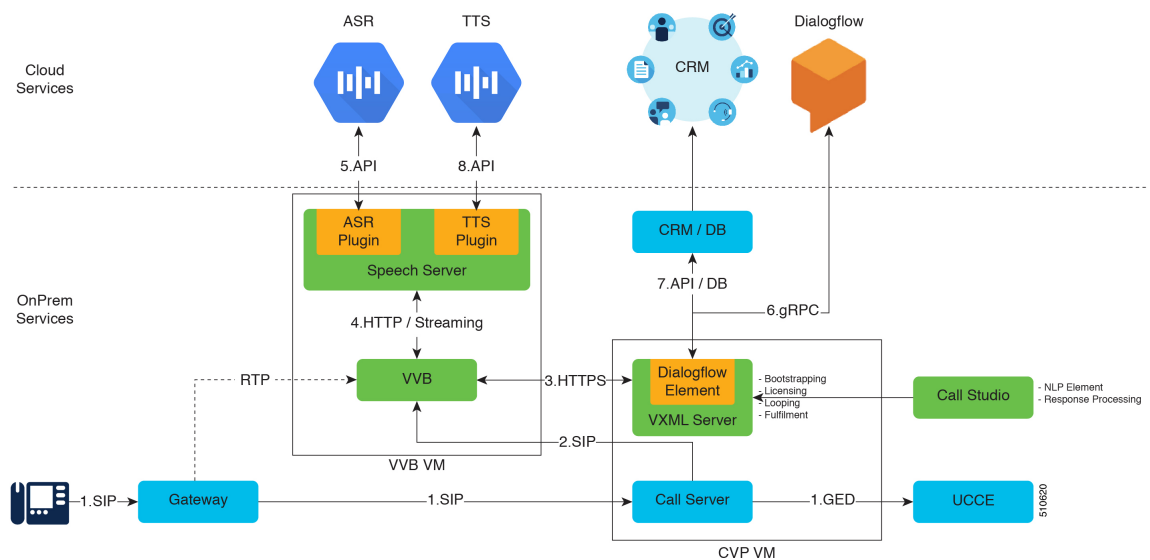 ASR
TTS
Dialogflow
Cloud
Services
CRM
5.API
8.API
ASR
Plugin
TTS
Plugin
Speech Server
CRM / DB
OnPrem
Services
7.API / DB
6.gRPC
4.HTTP / Streaming
RTP
VVB
3.HTTPS
Dialogflow
Element
VXML Server
- Bootstrapping
- Licensing
- Looping
- Fulfilment
Call Studio
- NLP Element
- Response Processing
2.SIP
VVB VM
1.SIP
Gateway
1.SIP
Call Server
1.GED
UCCE
510620
CVP VM